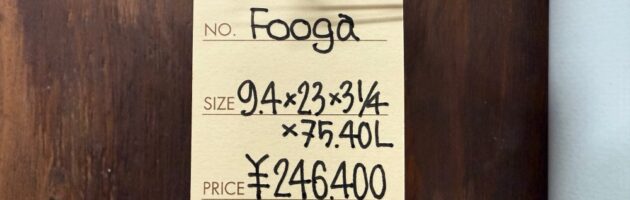 NO. Fooga
SIZE 9.4×23×3 1/4
×75.40L
PRICE ¥246,400